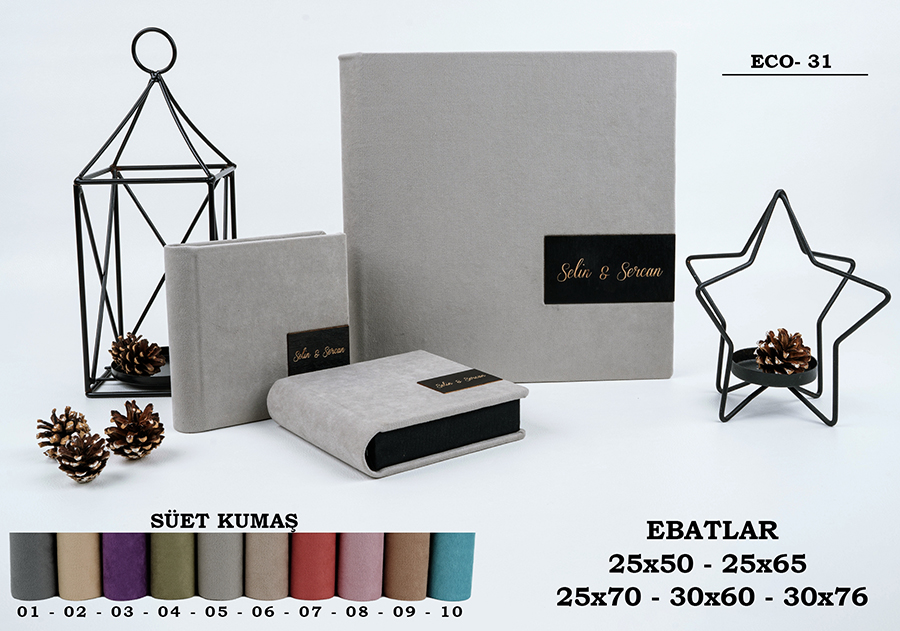 ECO- 31
Selin & Sercan
Selin & Sercan
Selin & Sercan
SÜET KUMAŞ
01 - 02 - 03 - 04 - 05 - 06 - 07 - 08 - 09 - 10
EBATLAR
25x50 - 25x65
25x70 - 30x60 - 30x76